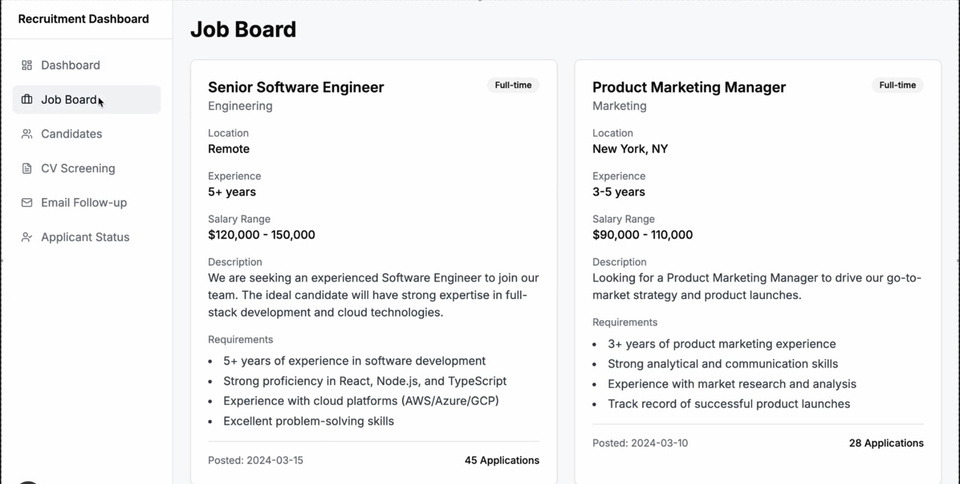 Recruitment Dashboard
Dashboard
Job Board
Candidates
CV Screening
Email Follow-up
Applicant Status
Job Board
Senior Software Engineer
Full-time
Engineering
Location
Remote
Experience
5+ years
Salary Range
$120,000 - 150,000
Description
We are seeking an experienced Software Engineer to join our
team. The ideal candidate will have strong expertise in full-
stack development and cloud technologies.
Requirements
• 5+ years of experience in software development
• Strong proficiency in React, Node.js, and TypeScript
• Experience with cloud platforms (AWS/Azure/GCP)
• Excellent problem-solving skills
Posted: 2024-03-15
45 Applications
Product Marketing Manager
Full-time
Marketing
Location
New York, NY
Experience
3-5 years
Salary Range
$90,000 - 110,000
Description
Looking for a Product Marketing Manager to drive our go-to-
market strategy and product launches.
Requirements
• 3+ years of product marketing experience
• Strong analytical and communication skills
• Experience with market research and analysis
• Track record of successful product launches
Posted: 2024-03-10
28 Applications